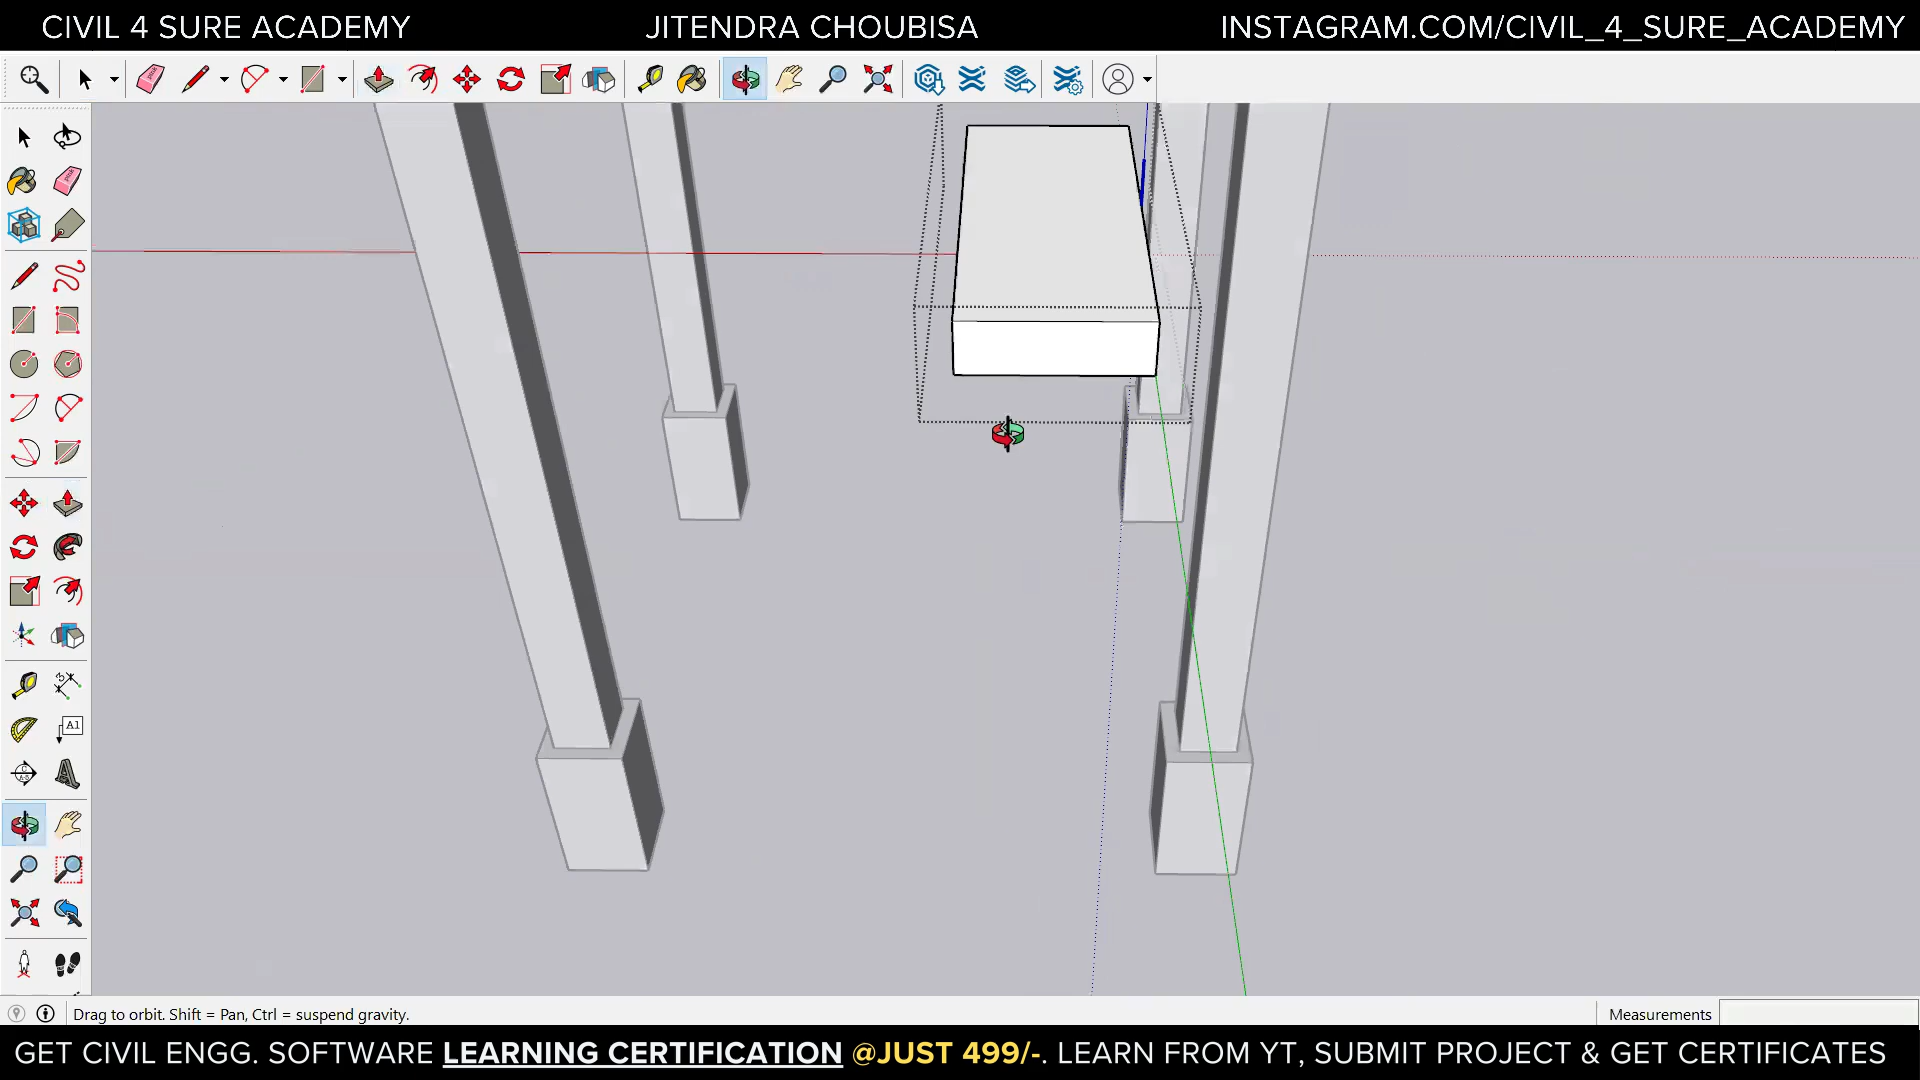 CIVIL 4 SURE ACADEMY
JITENDRA CHOUBISA
INSTAGRAM.COM/CIVIL_4_SURE_ACADEMY
A1
Drag to orbit. Shift = Pan, Ctrl = suspend gravity.
Measurements
GET CIVIL ENGG. SOFTWARE LEARNING CERTIFICATION @JUST 499/-. LEARN FROM YT, SUBMIT PROJECT & GET CERTIFICATES